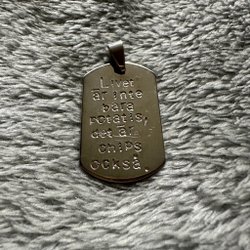 Livet
är inte
bara
potatis,
det är
chips
också.